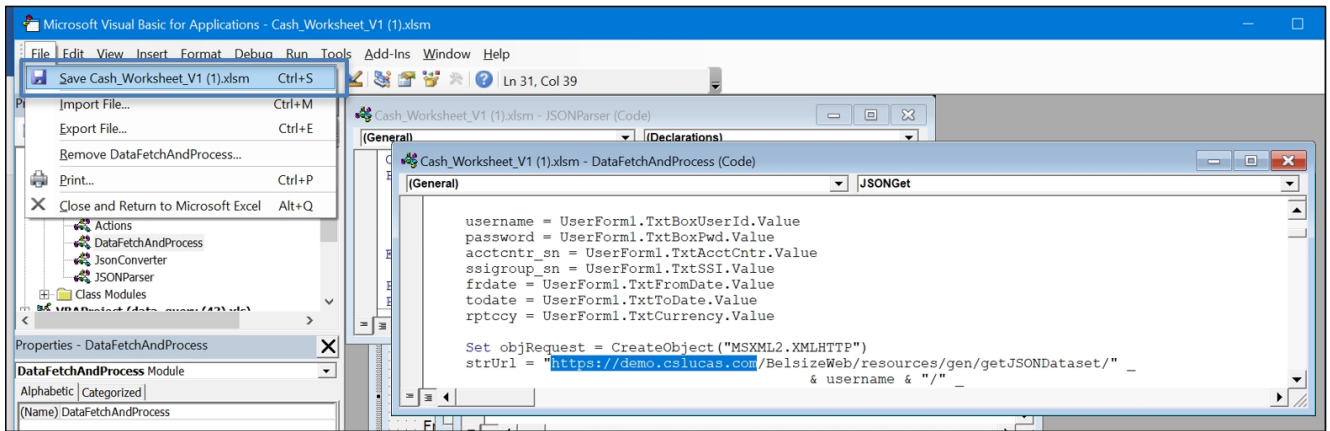 Microsoft Visual Basic for Applications - Cash_Worksheet_V1 (1).xlsm
File Edit View Insert Format Debug Run Tools Add-Ins Window Help
Save Cash_Worksheet_V1 (1).xlsm Ctrl+S
Ln 31, Col 39
Import File... Ctrl+M
Export File... Ctrl+E
Remove DataFetchAndProcess...
Print... Ctrl+P
Close and Return to Microsoft Excel Alt+Q
Actions
DataFetchAndProcess
JsonConverter
JSONParser
Class Modules
VBAProject (data_query (42).xls)
Properties - DataFetchAndProcess
DataFetchAndProcess Module
Alphabetic Categorized
(Name) DataFetchAndProcess
Cash_Worksheet_V1 (1).xlsm - JSONParser (Code)
(General) (Declarations)
Cash_Worksheet_V1 (1).xlsm - DataFetchAndProcess (Code)
(General) JSONGet
username = UserForm1.TxtBoxUserId.Value
password = UserForm1.TxtBoxPwd.Value
acctcntr_sn = UserForm1.TxtAcctCntr.Value
ssigroup_sn = UserForm1.TxtSSI.Value
frdate = UserForm1.TxtFromDate.Value
todate = UserForm1.TxtToDate.Value
rptccy = UserForm1.TxtCurrency.Value
Set objRequest = CreateObject("MSXML2.XMLHTTP")
strUrl = "https://demo.cslucas.com/BelsizeWeb/resources/gen/getJSONDataset/" _
& username & "/" _